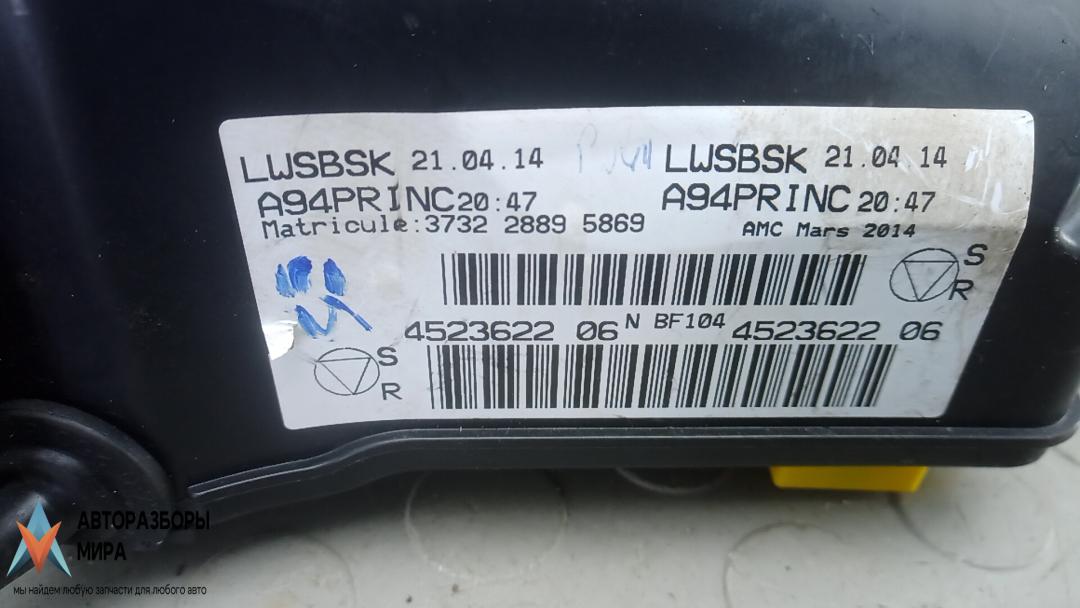 LWSBSK 21.04.14
A94PRINC 20:47
Matricule:3732 2889 5869
LWSBSK 21.04 14
A94PRINC 20:47
AMC Mars 2014
S
R
4523622 06 N BF104 4523622 06
S
R
АВТОРАЗБОРЫ
МИРА
мы найдем любую запчасти для любого авто